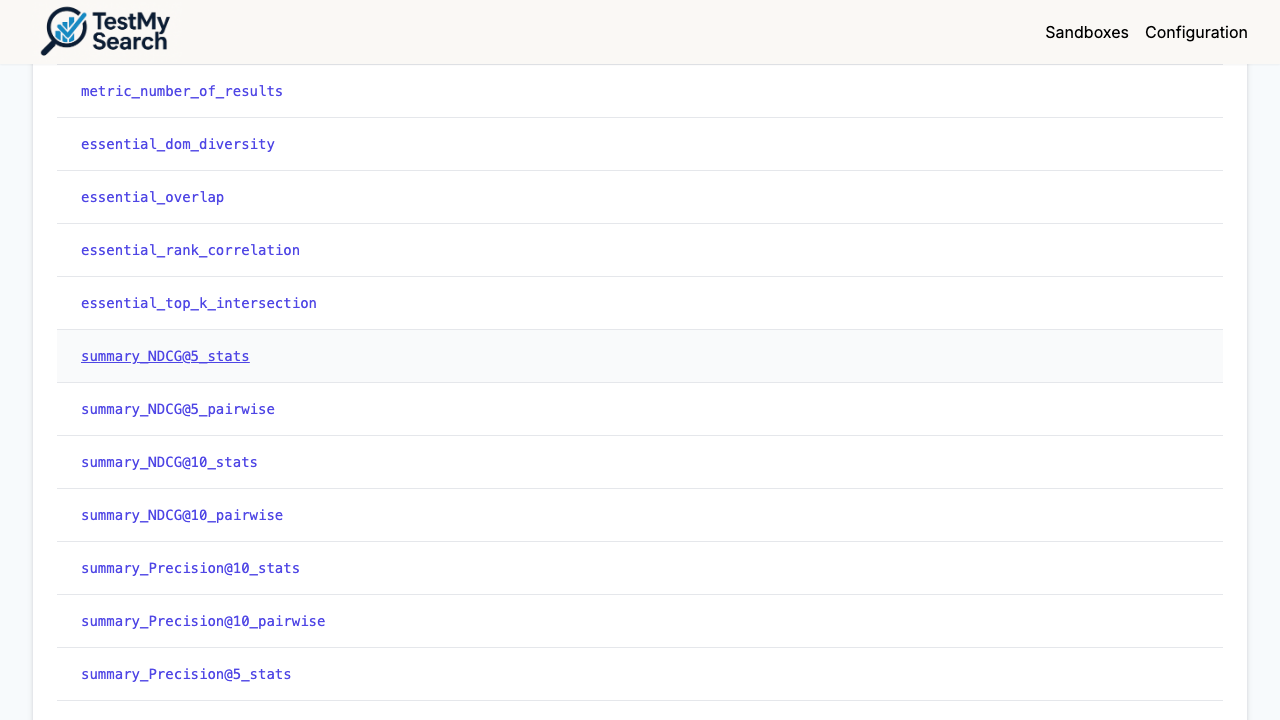 TestMy
Search
Sandboxes Configuration
metric_number_of_results
essential_dom_diversity
essential_overlap
essential_rank_correlation
essential_top_k_intersection
summary_NDCG@5_stats
summary_NDCG@5_pairwise
summary_NDCG@10_stats
summary_NDCG@10_pairwise
summary_Precision@10_stats
summary_Precision@10_pairwise
summary_Precision@5_stats